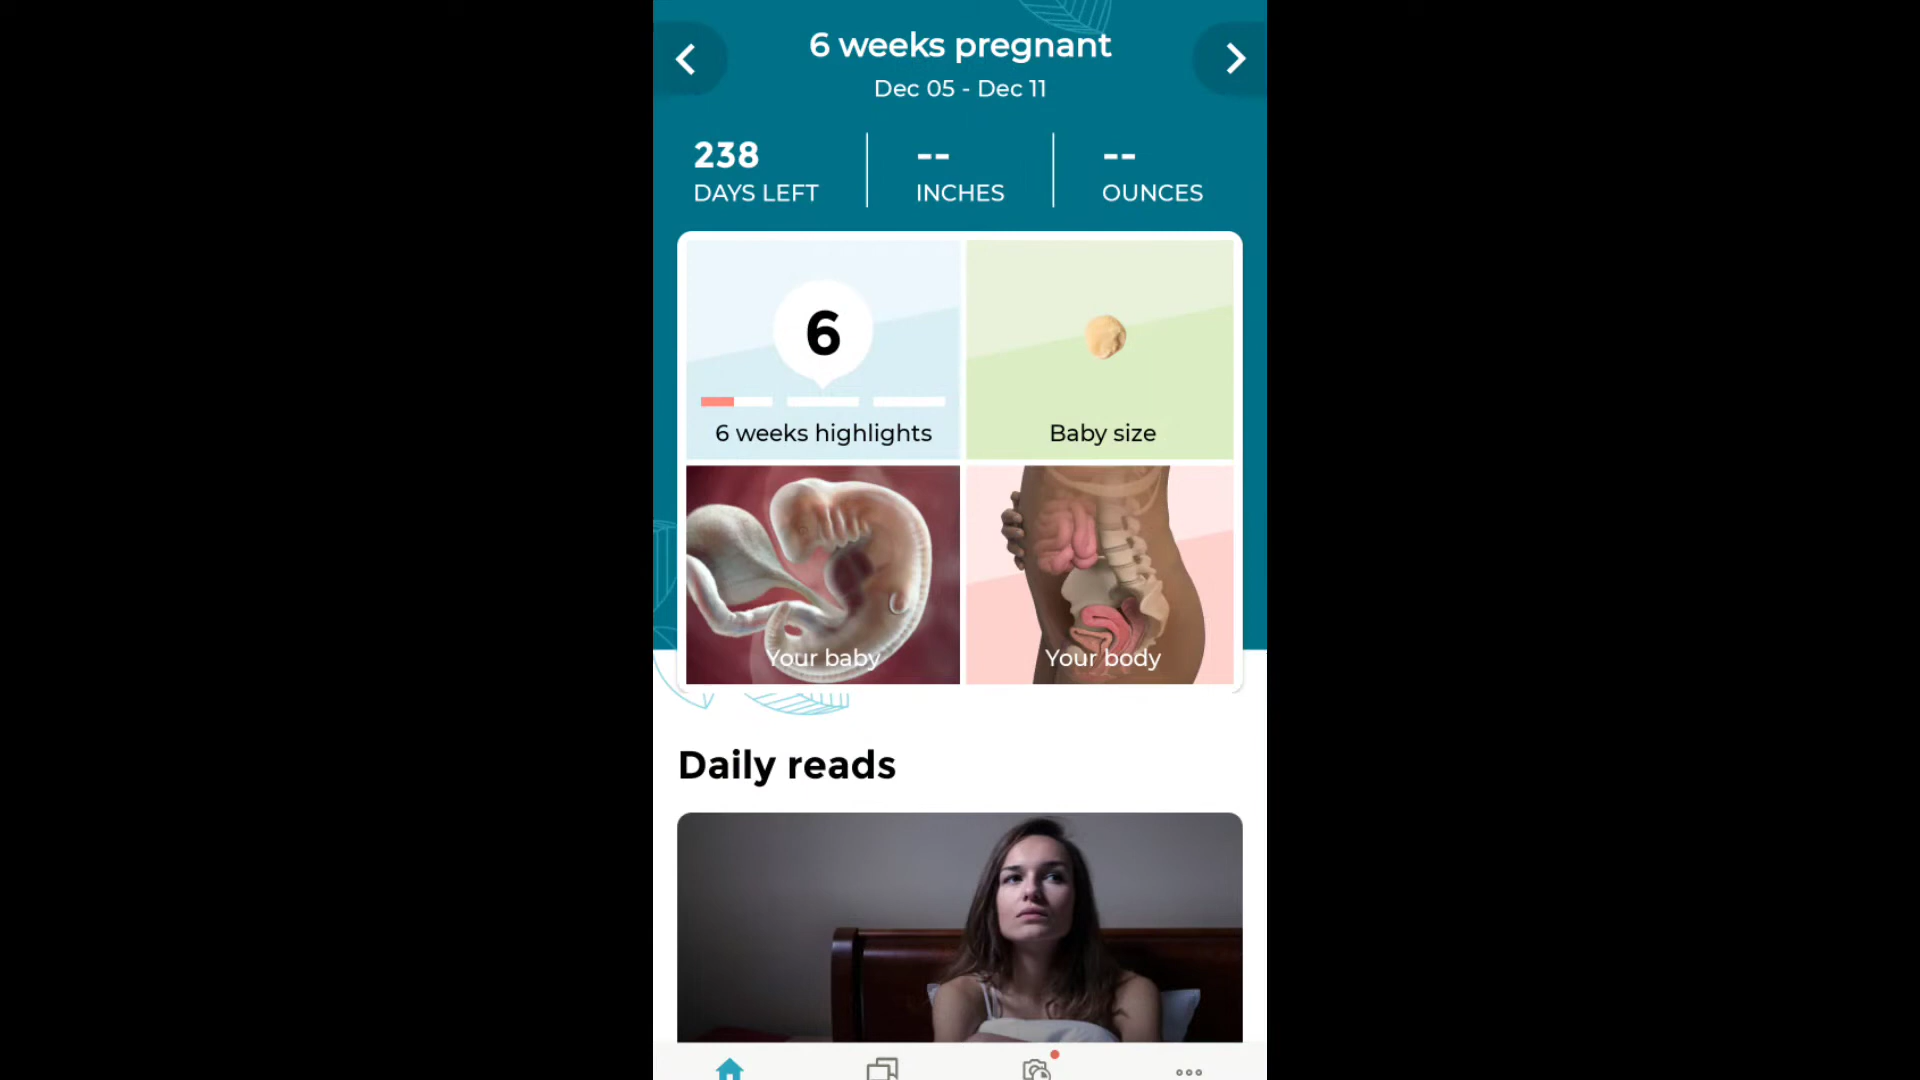 6 weeks pregnant
Dec 05 - Dec 11
238
DAYS LEFT
--
INCHES
--
OUNCES
6
6 weeks highlights
Baby size
Your baby
Your body
Daily reads